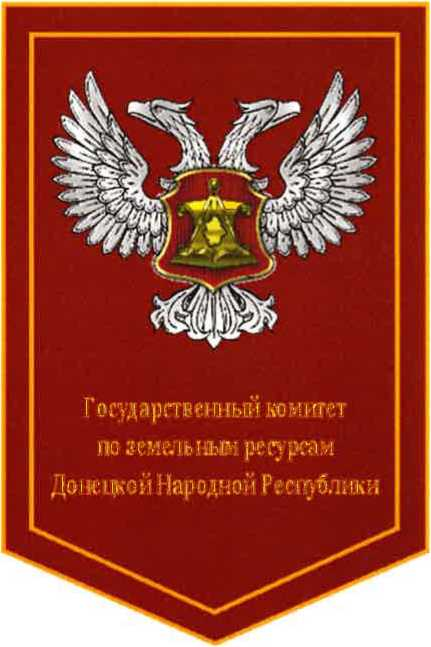 Государственный комитет
по земельным ресурсам
Донецкой Народной Республики